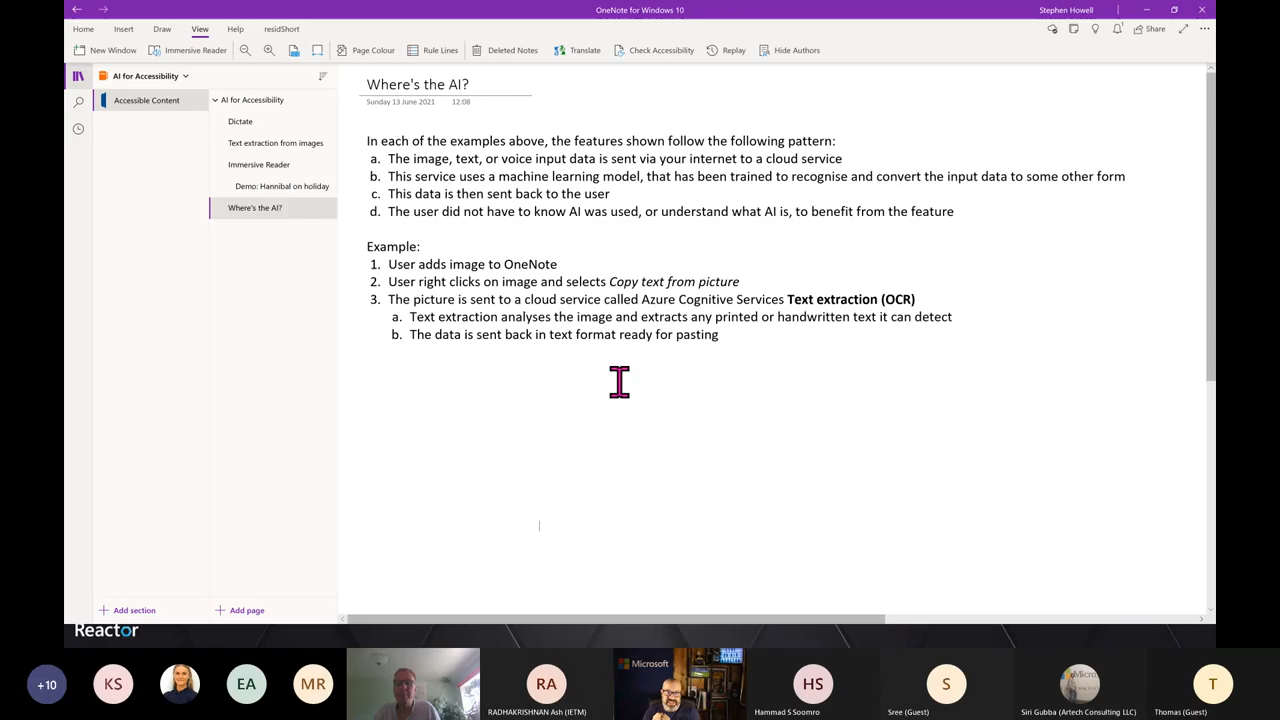 OneNote for Windows 10
Stephen Howell
Home Insert Draw View Help residShort
Share
New Window Immersive Reader Page Colour Rule Lines Deleted Notes Translate Check Accessibility Replay Hide Authors
AI for Accessibility
Accessible Content
AI for Accessibility
Dictate
Text extraction from images
Immersive Reader
Demo: Hannibal on holiday
Where's the AI?
Where's the AI?
Sunday 13 June 2021 12:08
In each of the examples above, the features shown follow the following pattern:
a. The image, text, or voice input data is sent via your internet to a cloud service
b. This service uses a machine learning model, that has been trained to recognise and convert the input data to some other form
c. This data is then sent back to the user
d. The user did not have to know AI was used, or understand what AI is, to benefit from the feature
Example:
1. User adds image to OneNote
2. User right clicks on image and selects Copy text from picture
3. The picture is sent to a cloud service called Azure Cognitive Services Text extraction (OCR)
a. Text extraction analyses the image and extracts any printed or handwritten text it can detect
b. The data is sent back in text format ready for pasting
Add section
Add page
Reactor
+10
KS
EA
MR
RA
RADHAKRISHNAN Ash (IETM)
Microsoft
HS
Hammad S Soomro
S
Sree (Guest)
Siri Gubba (Artech Consulting LLC)
T
Thomas (Guest)